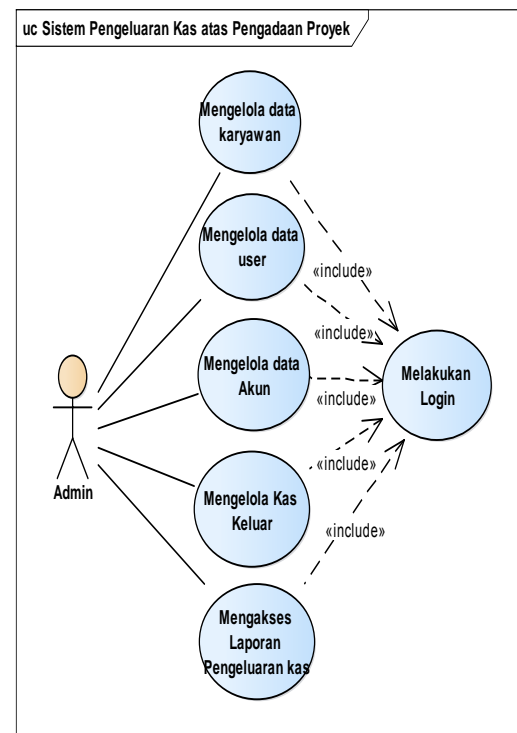 uc Sistem Pengeluaran Kas atas Pengadaan Proyek
Mengelola data
karyawan
Mengelola data
user
«include»
«include»
Mengelola data
Akun
Melakukan
Login
«include»
Admin
Mengelola Kas
Keluar
«include»
«include»
Mengakses
Laporan
Pengeluaran kas